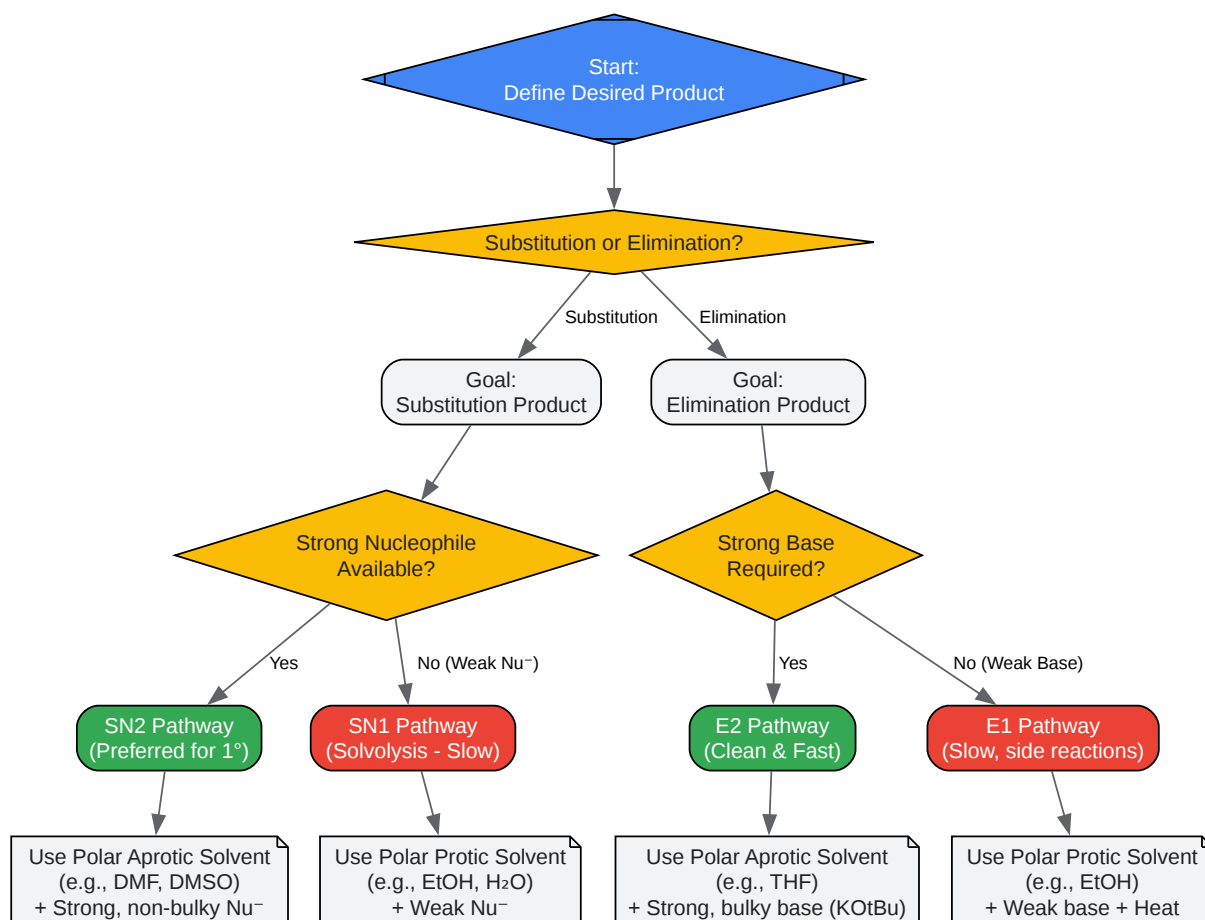 Start:
Define Desired Product
Substitution or Elimination?
Substitution
Elimination
Goal:
Substitution Product
Goal:
Elimination Product
Strong Nucleophile
Available?
Strong Base
Required?
Yes
No (Weak Nu⁻)
Yes
No (Weak Base)
SN2 Pathway
(Preferred for 1°)
SN1 Pathway
(Solvolysis - Slow)
E2 Pathway
(Clean & Fast)
E1 Pathway
(Slow, side reactions)
Use Polar Aprotic Solvent
(e.g., DMF, DMSO)
+ Strong, non-bulky Nu⁻
Use Polar Protic Solvent
(e.g., EtOH, H₂O)
+ Weak Nu⁻
Use Polar Aprotic Solvent
(e.g., THF)
+ Strong, bulky base (KOtBu)
Use Polar Protic Solvent
(e.g., EtOH)
+ Weak base + Heat